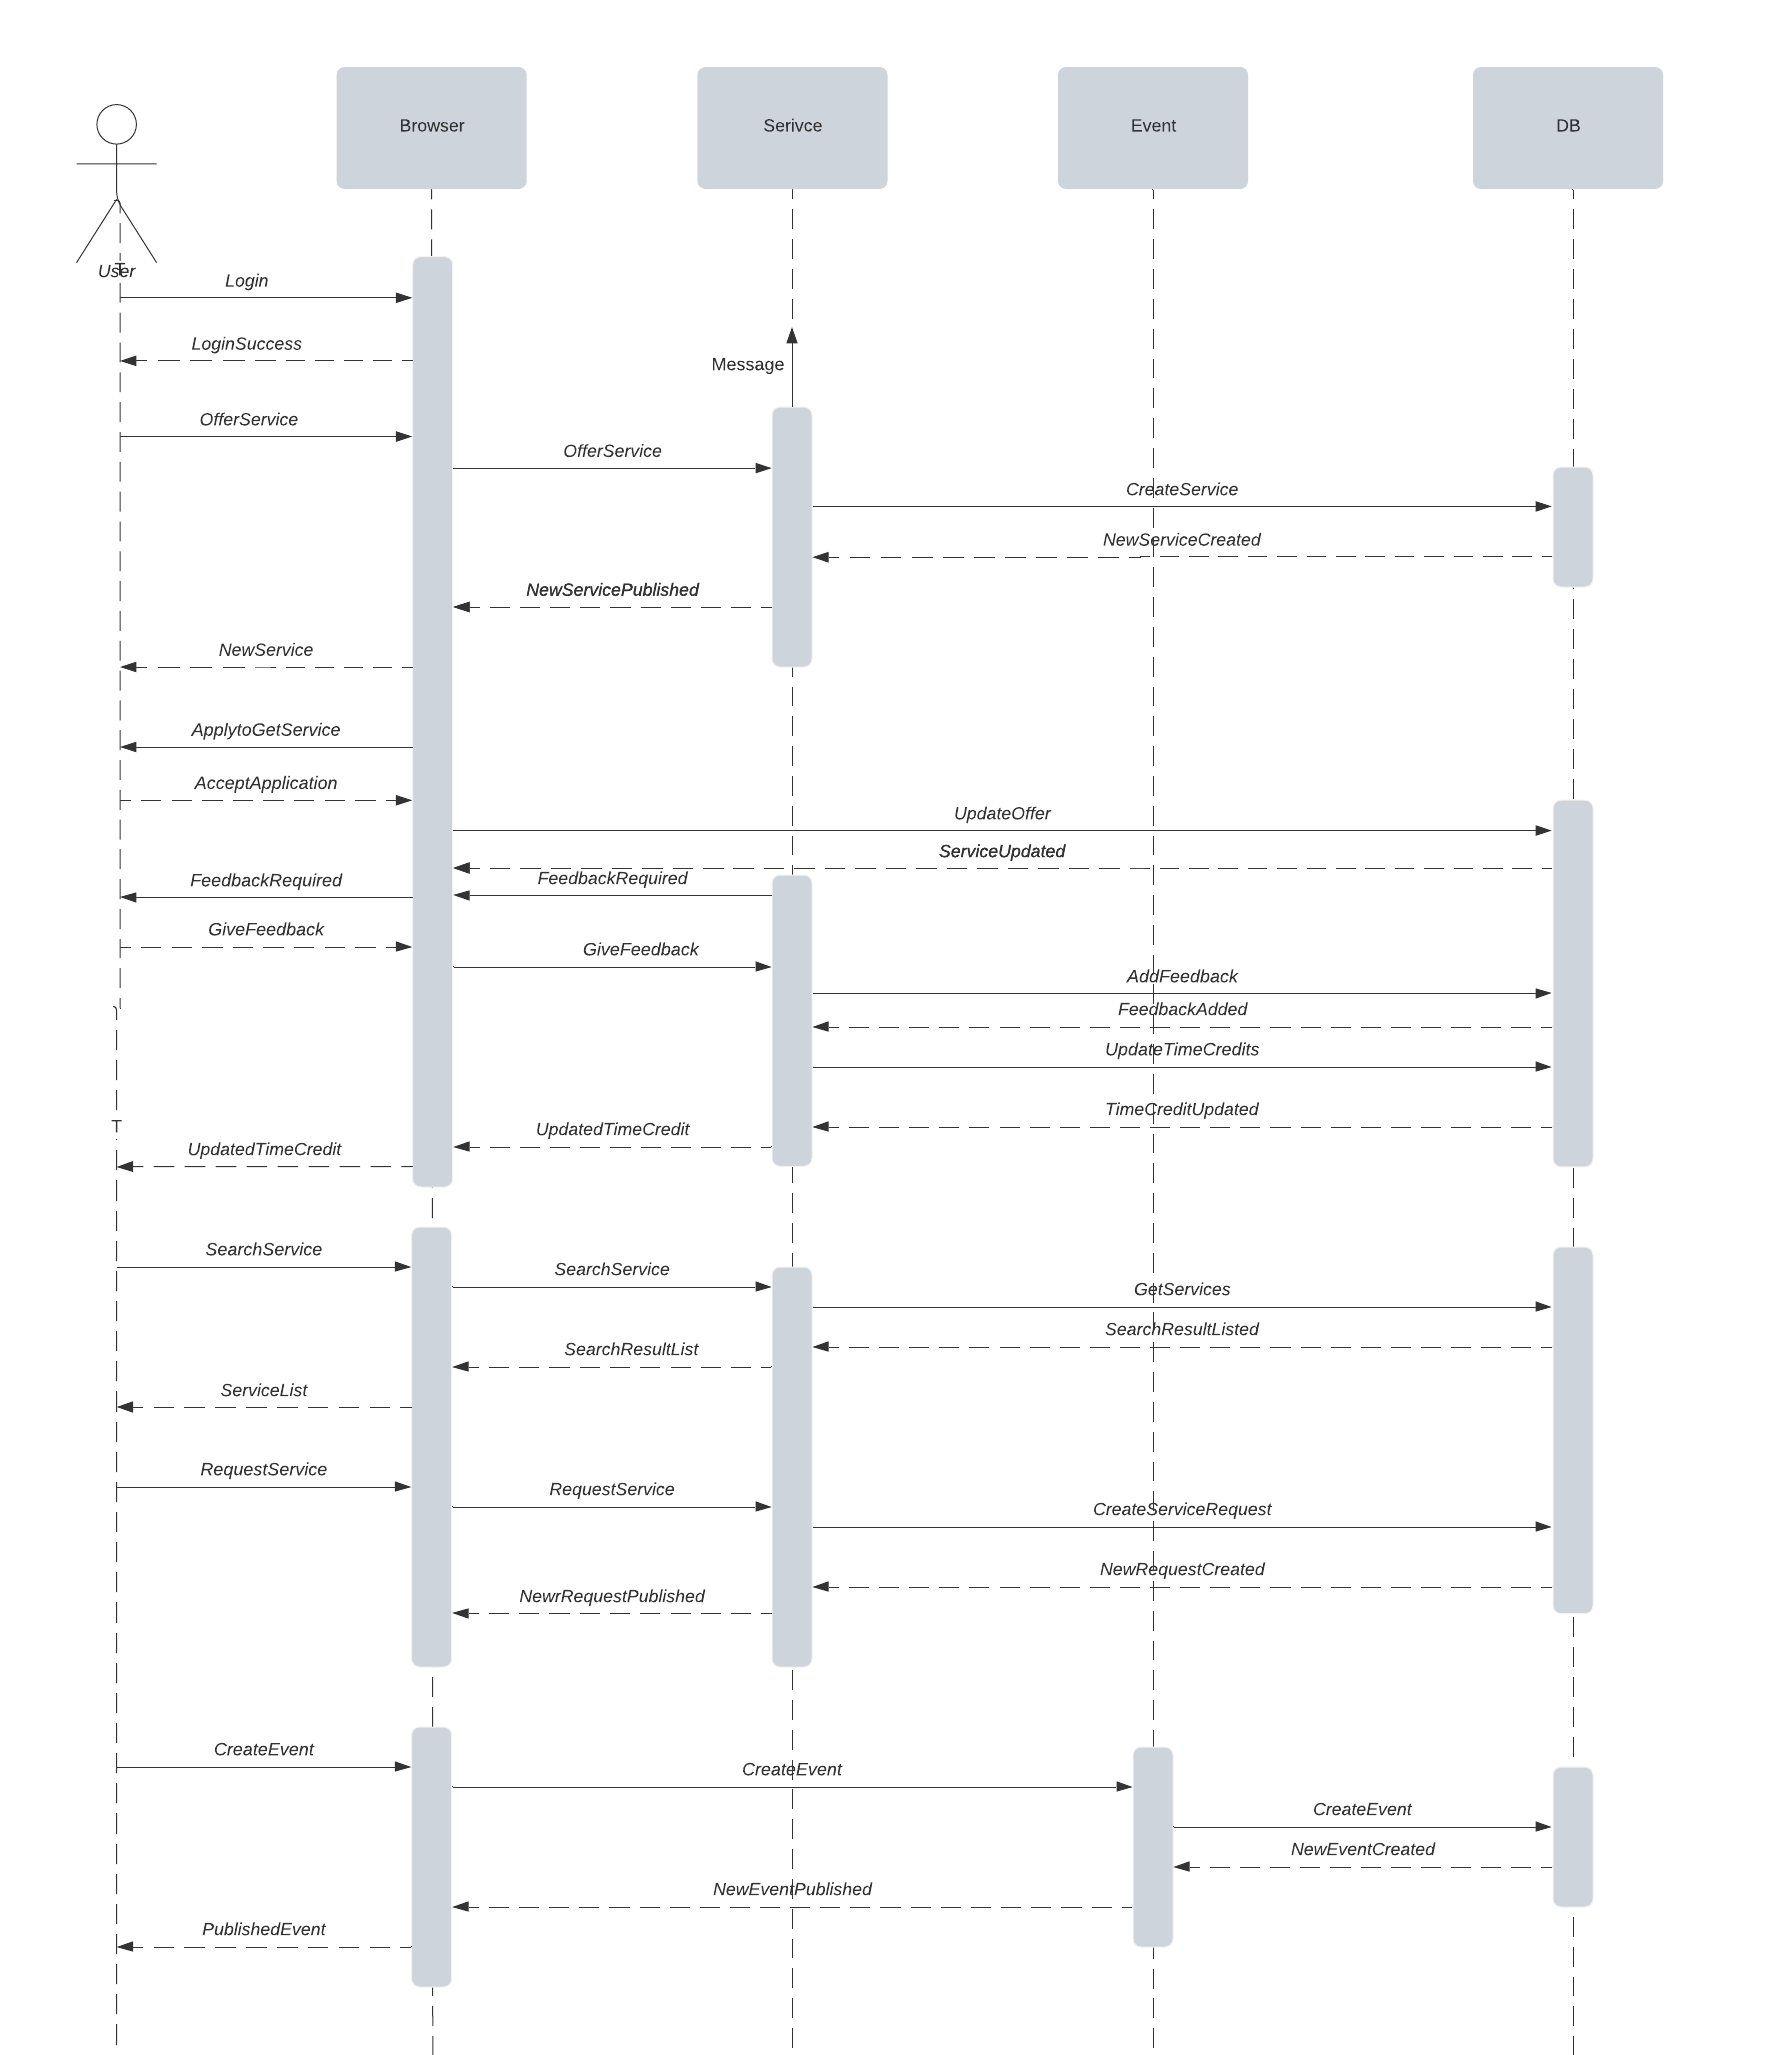 Browser
Serivce
Event
DB
User
T
Login
LoginSuccess
Message
OfferService
OfferService
CreateService
NewServiceCreated
NewServicePublished
NewService
ApplytoGetService
AcceptApplication
UpdateOffer
ServiceUpdated
FeedbackRequired
FeedbackRequired
GiveFeedback
GiveFeedback
AddFeedback
FeedbackAdded
UpdateTimeCredits
TimeCreditUpdated
T
UpdatedTimeCredit
UpdatedTimeCredit
SearchService
SearchService
GetServices
SearchResultListed
SearchResultList
ServiceList
RequestService
RequestService
CreateServiceRequest
NewRequestCreated
NewrRequestPublished
CreateEvent
CreateEvent
CreateEvent
NewEventCreated
NewEventPublished
PublishedEvent